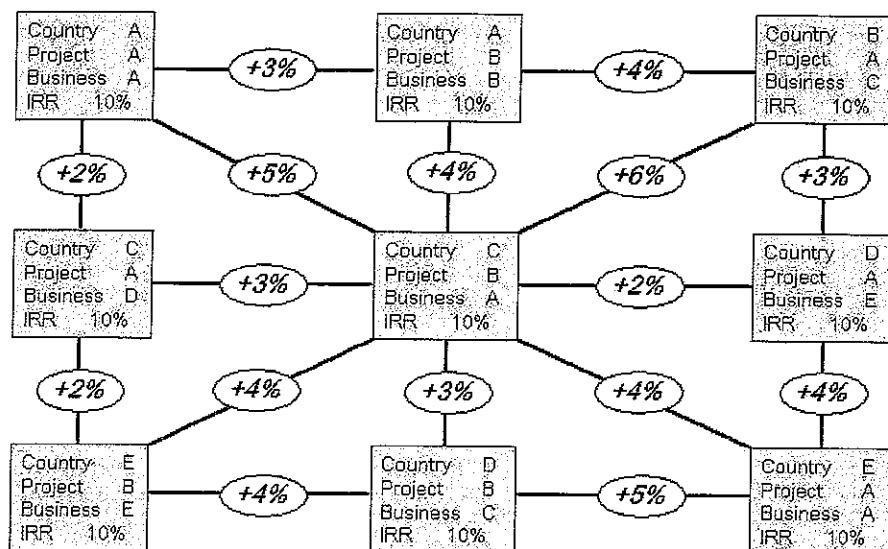 Country A
Project A
Business A
IRR 10%
+3%
Country A
Project B
Business B
IRR 10%
+4%
Country B
Project A
Business C
IRR 10%
+2%
+5%
+4%
+6%
+3%
Country C
Project A
Business D
IRR 10%
+3%
Country C
Project B
Business A
IRR 10%
+2%
Country D
Project A
Business E
IRR 10%
+2%
+4%
+3%
+4%
+4%
Country E
Project B
Business E
IRR 10%
+4%
Country D
Project B
Business C
IRR 10%
+5%
Country E
Project A
Business A
IRR 10%